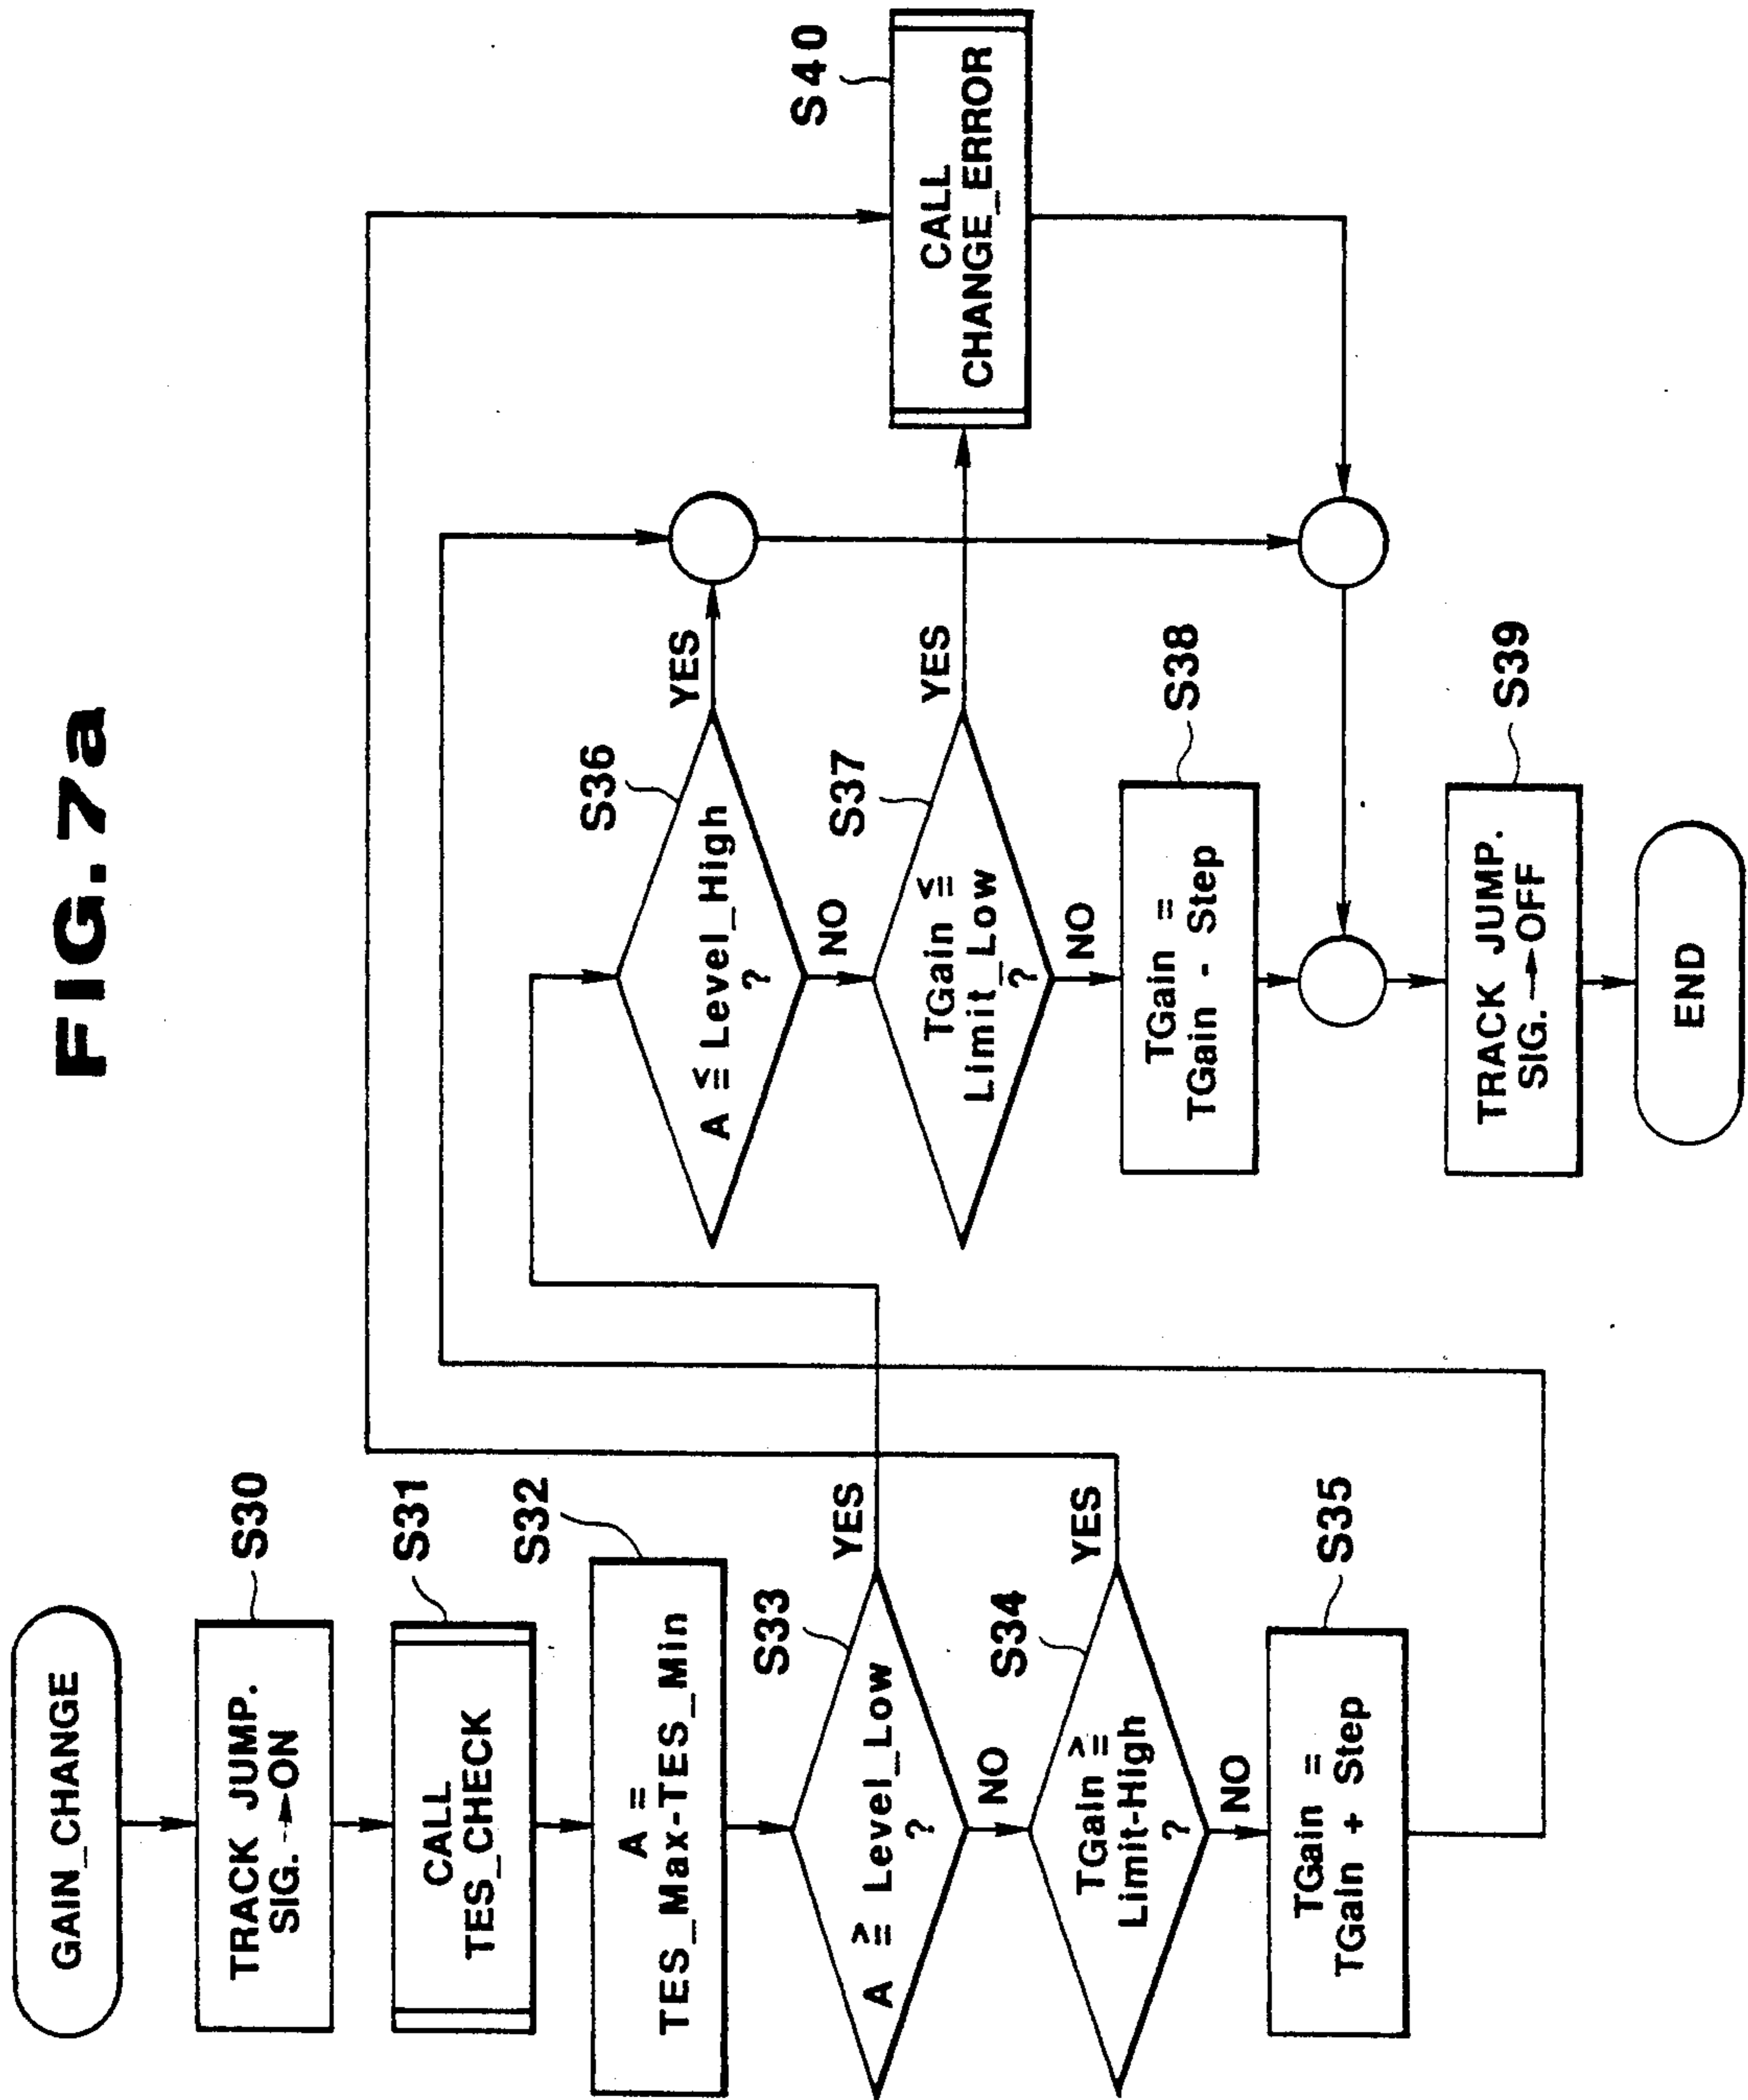 FIG.7a
GAIN_CHANGE
TRACK JUMP.
SIG.→ON
S30
CALL
TES_CHECK
S31
A =
TES_Max-TES_Min
S32
A ≧ Level_Low
?
S33
YES
NO
TGain ≧
Limit-High
?
S34
YES
NO
TGain =
TGain + Step
S35
A ≦ Level_High
?
S36
YES
NO
TGain ≦
Limit_Low
?
S37
YES
NO
TGain =
TGain - Step
S38
TRACK JUMP.
SIG.→OFF
S39
END
CALL
CHANGE_ERROR
S40